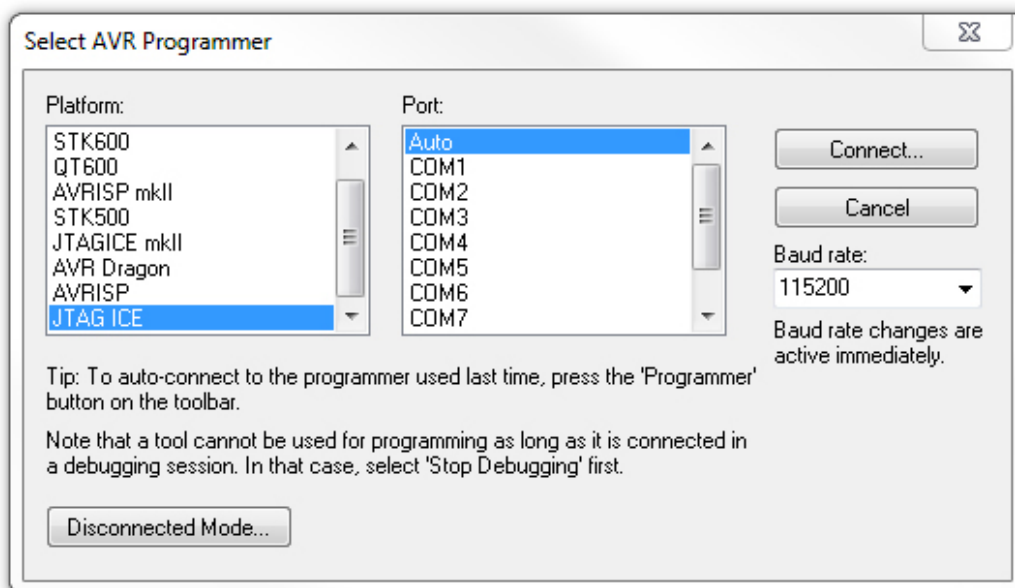 Select AVR Programmer
Platform:
STK600
QT600
AVRISP mkII
STK500
JTAGICE mkII
AVR Dragon
AVRISP
JTAG ICE
Port:
Auto
COM1
COM2
COM3
COM4
COM5
COM6
COM7
Connect...
Cancel
Baud rate:
115200
Baud rate changes are
active immediately.
Tip: To auto-connect to the programmer used last time, press the 'Programmer'
button on the toolbar.
Note that a tool cannot be used for programming as long as it is connected in
a debugging session. In that case, select 'Stop Debugging' first.
Disconnected Mode...